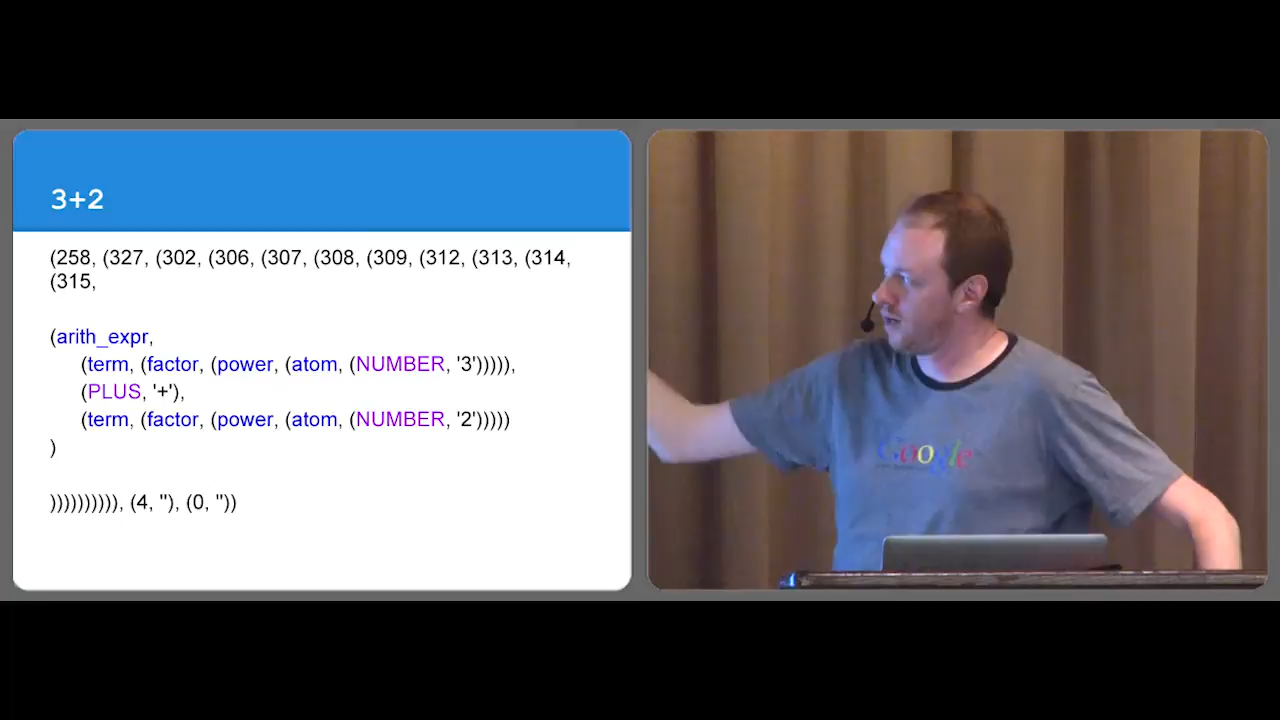 3+2
(258, (327, (302, (306, (307, (308, (309, (312, (313, (314,
(315,
(arith_expr,
(term, (factor, (power, (atom, (NUMBER, '3'))))),
(PLUS, '+'),
(term, (factor, (power, (atom, (NUMBER, '2')))))
)
)))))))))), (4, ''), (0, ''))
Google